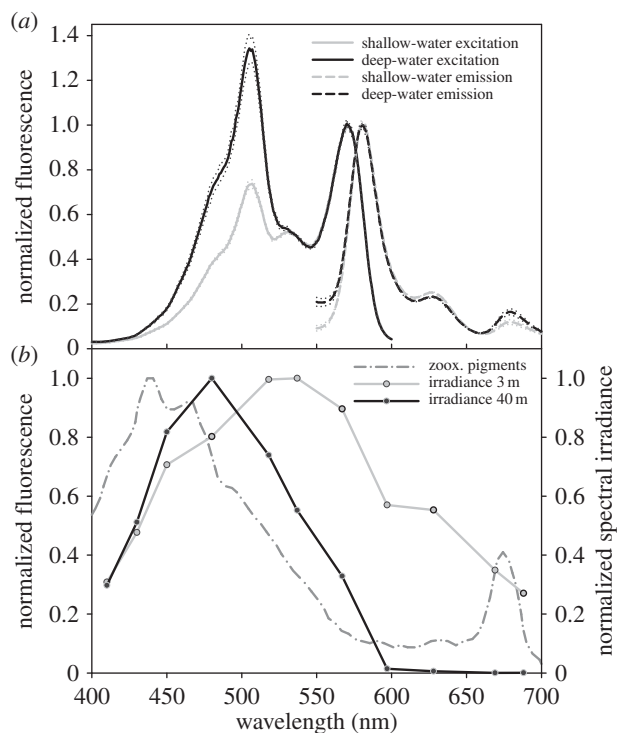 (a)
1.4
1.2
1.0
0.8
0.6
0.4
0.2
0
normalized fluorescence
shallow-water excitation
deep-water excitation
shallow-water emission
deep-water emission
(b)
1.0
0.8
0.6
0.4
0.2
0
normalized fluorescence
zoox. pigments
irradiance 3 m
irradiance 40 m
1.0
0.8
0.6
0.4
0.2
0
normalized spectral irradiance
400 450 500 550 600 650 700
wavelength (nm)